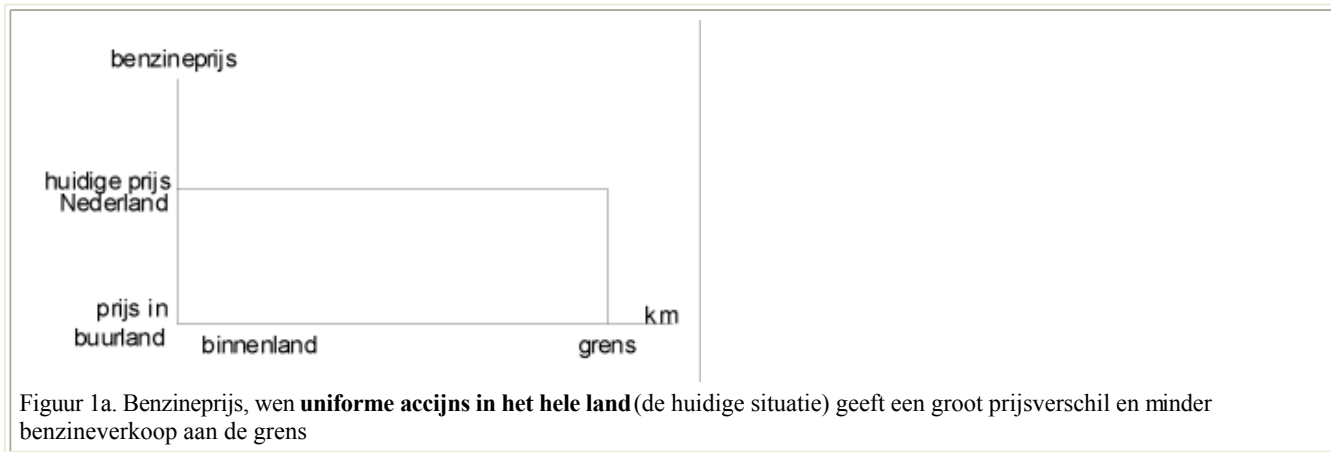 benzineprijs
huidige prijs
Nederland
prijs in
buurland
km
binnenland
grens
Figuur 1a. Benzineprijs, wen uniforme accijns in het hele land (de huidige situatie) geeft een groot prijsverschil en minder
benzineverkoop aan de grens